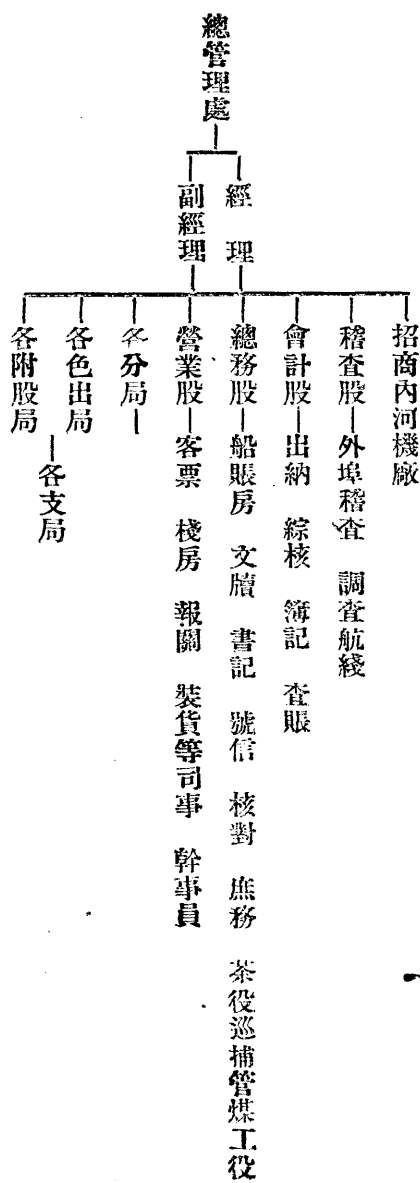 總管理處
經理
副經理
招商內河機廠
稽查股 外埠稽查 調查航綫
會計股 出納 綜核 簿記 查賬
總務股 船賬房 文牘 書記 號信 核對 庶務 茶役巡捕管煤工役
營業股 客票 棧房 報關 裝貨等司事 幹事員
各分局
各色出局
各支局
各附股局